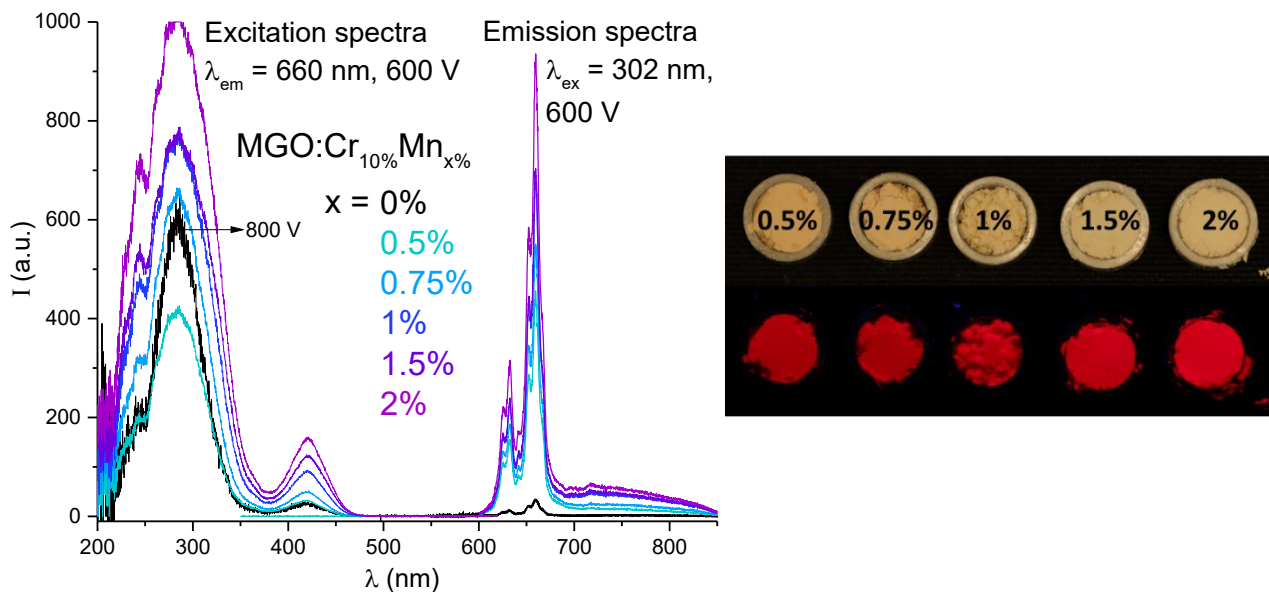 Excitation spectra
λem = 660 nm, 600 V
Emission spectra
λex = 302 nm,
600 V
MGO:Cr10%Mnx%
x = 0%
0.5%
0.75%
1%
1.5%
2%
800 V
I (a.u.)
1000
800
600
400
200
0
200
300
400
500
600
700
800
λ (nm)
0.5%
0.75%
1%
1.5%
2%